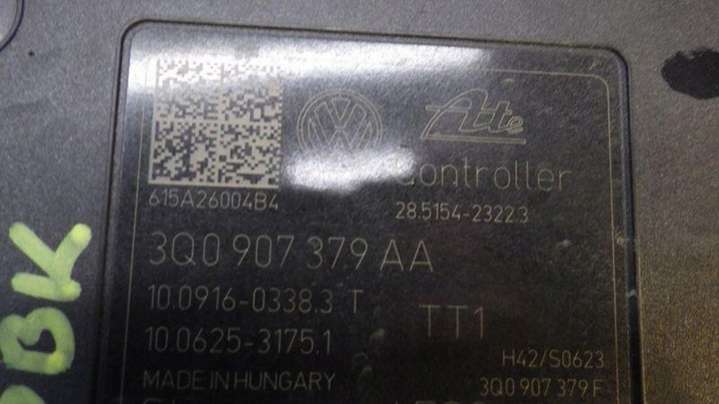 Ate
Controller
615A26004B4
28.5154-2322.3
3Q0 907 379 AA
10.0916-0338.3 T
TT1
10.0625-3175.1
H42/S0623
MADE IN HUNGARY
3Q0 907 379 F